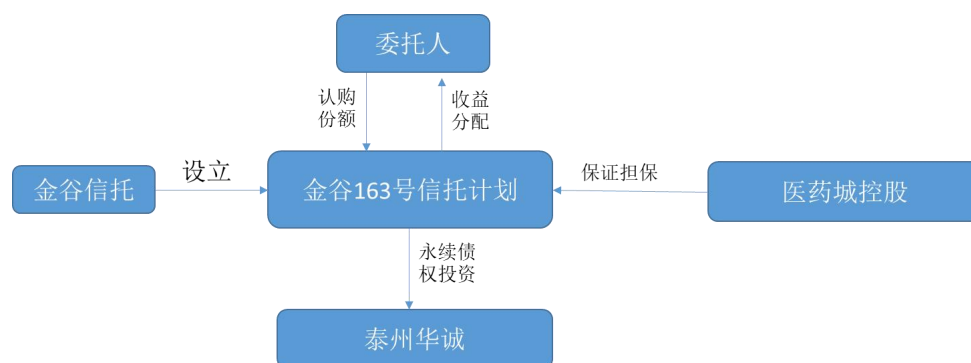 委托人
认购
份额
收益
分配
金谷信托
设立
金谷163号信托计划
保证担保
医药城控股
永续债
权投资
泰州华诚